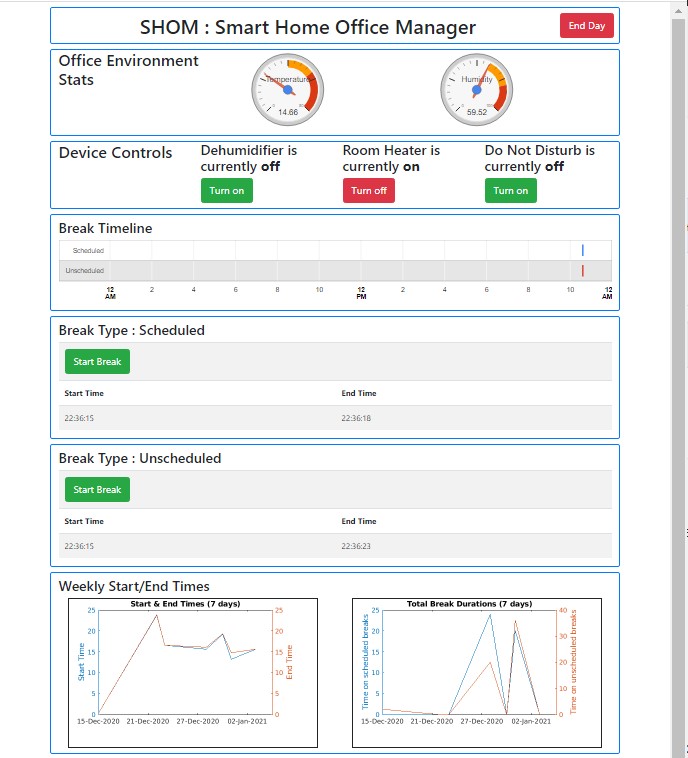 SHOM : Smart Home Office Manager
End Day
Office Environment
Stats
Temperature
14.66
Humidity
59.52
Device Controls
Dehumidifier is
currently off
Turn on
Room Heater is
currently on
Turn off
Do Not Disturb is
currently off
Turn on
Break Timeline
Scheduled
Unscheduled
12 AM 2 4 6 8 10 12 PM 2 4 6 8 10 12 AM
Break Type : Scheduled
Start Break
Start Time End Time
22:36:15 22:36:18
Break Type : Unscheduled
Start Break
Start Time End Time
22:36:15 22:36:23
Weekly Start/End Times
Start & End Times (7 days)
25 20 15 10 5 0
Start Time
25 20 15 10 5 0
End Time
15-Dec-2020 21-Dec-2020 27-Dec-2020 02-Jan-2021
Total Break Durations (7 days)
25 20 15 10 5 0
Time on scheduled breaks
40 30 20 10 0
Time on unscheduled breaks
15-Dec-2020 21-Dec-2020 27-Dec-2020 02-Jan-2021